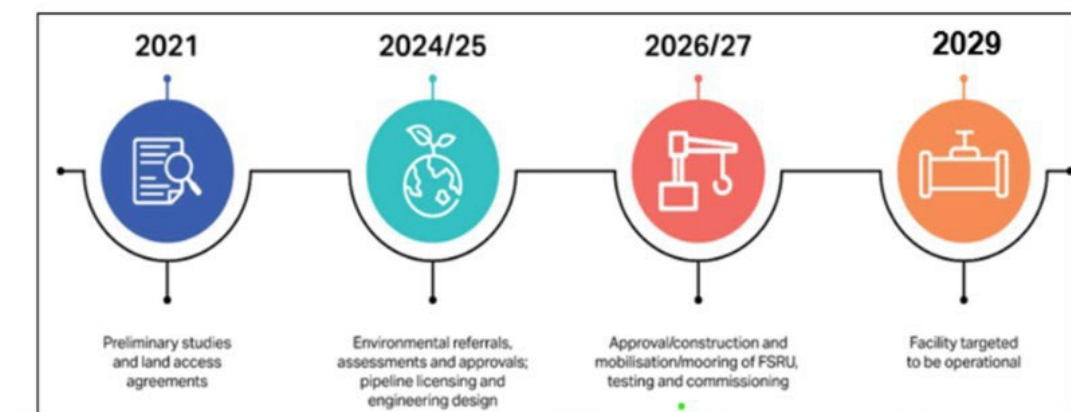 2021
2024/25
2026/27
2029
Preliminary studies
and land access
agreements
Environmental referrals,
assessments and approvals;
pipeline licensing and
engineering design
Approval/construction and
mobilisation/mooring of FSRU,
testing and commissioning
Facility targeted
to be operational